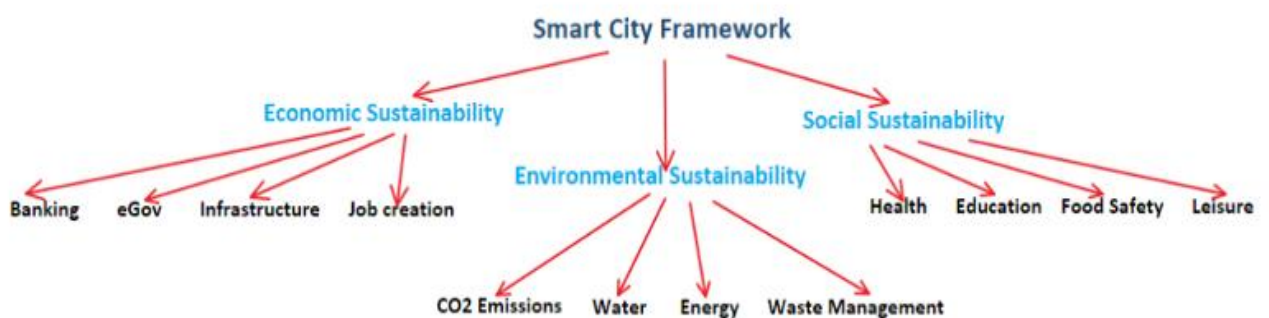 Smart City Framework
Economic Sustainability
Social Sustainability
Environmental Sustainability
Banking eGov Infrastructure Job creation
Health Education Food Safety Leisure
CO2 Emissions Water Energy Waste Management